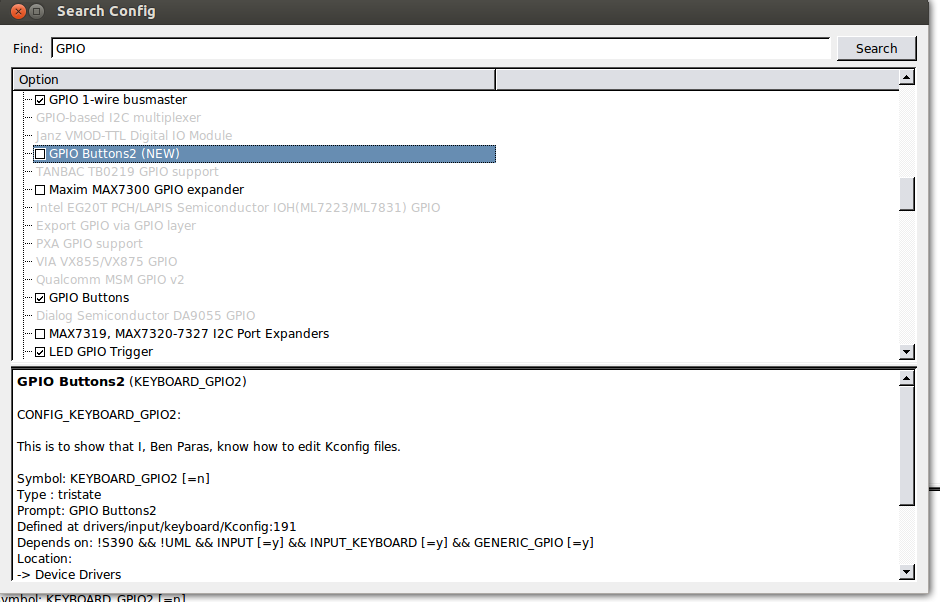 Search Config
Find: GPIO Search
Option
GPIO 1-wire busmaster
GPIO-based I2C multiplexer
Janz VMOD-TTL Digital IO Module
GPIO Buttons2 (NEW)
TANBAC TB0219 GPIO support
Maxim MAX7300 GPIO expander
Intel EG20T PCH/LAPIS Semiconductor IOH(ML7223/ML7831) GPIO
Export GPIO via GPIO layer
PXA GPIO support
VIA VX855/VX875 GPIO
Qualcomm MSM GPIO v2
GPIO Buttons
Dialog Semiconductor DA9055 GPIO
MAX7319, MAX7320-7327 I2C Port Expanders
LED GPIO Trigger
GPIO Buttons2 (KEYBOARD_GPIO2)
CONFIG_KEYBOARD_GPIO2:
This is to show that I, Ben Paras, know how to edit Kconfig files.
Symbol: KEYBOARD_GPIO2 [=n]
Type : tristate
Prompt: GPIO Buttons2
Defined at drivers/input/keyboard/Kconfig:191
Depends on: !S390 && !UML && INPUT [=y] && INPUT_KEYBOARD [=y] && GENERIC_GPIO [=y]
Location:
-> Device Drivers
ymbol: KEYBOARD_GPIO2 [=n]